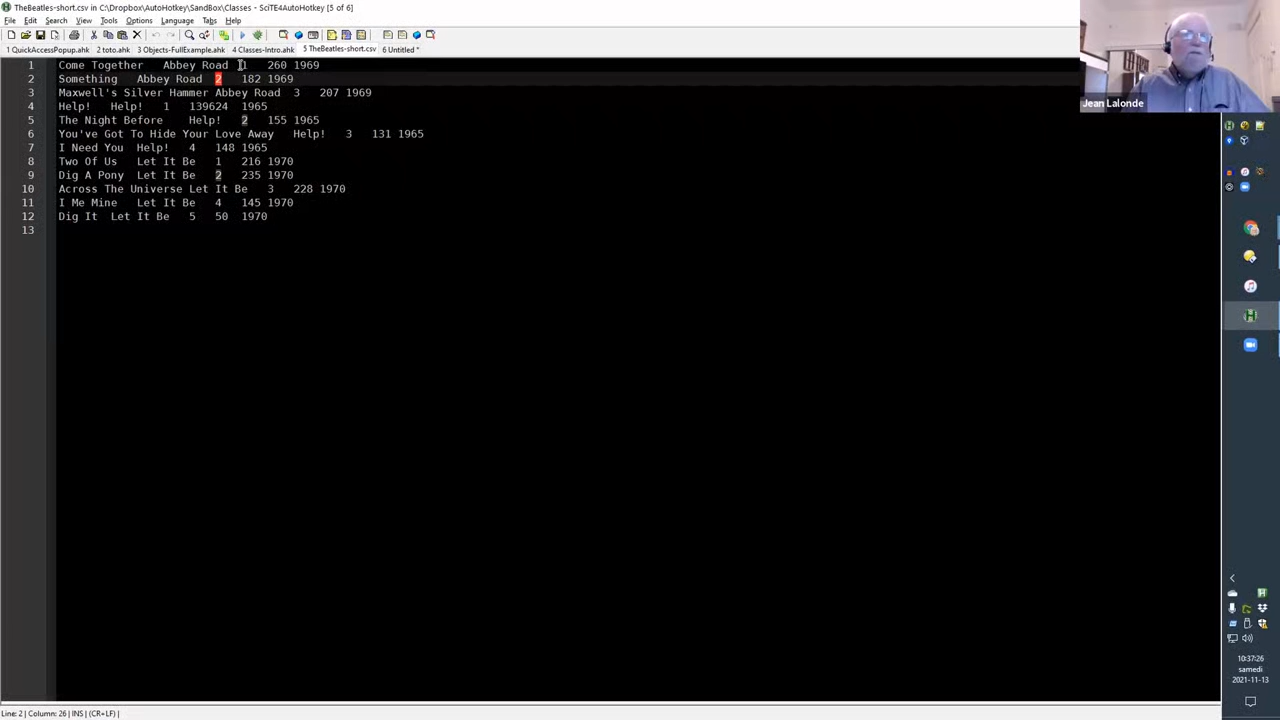 TheBeatles-short.csv in C:\Dropbox\AutoHotkey\SandBox\Classes - SciTE4AutoHotkey [5 of 6]
File Edit Search View Tools Options Language Tabs Help
1 QuickAccessPopup.ahk 2 toto.ahk 3 Objects-FullExample.ahk 4 Classes-Intro.ahk 5 TheBeatles-short.csv 6 Untitled *
1 Come Together Abbey Road 1 260 1969
2 Something Abbey Road 2 182 1969
3 Maxwell's Silver Hammer Abbey Road 3 207 1969
4 Help! Help! 1 139624 1965
5 The Night Before Help! 2 155 1965
6 You've Got To Hide Your Love Away Help! 3 131 1965
7 I Need You Help! 4 148 1965
8 Two Of Us Let It Be 1 216 1970
9 Dig A Pony Let It Be 2 235 1970
10 Across The Universe Let It Be 3 228 1970
11 I Me Mine Let It Be 4 145 1970
12 Dig It Let It Be 5 50 1970
13
Jean Lalonde
10:37:26
samedi
2021-11-13
Line: 2 | Column: 26 | INS | (CR+LF) |